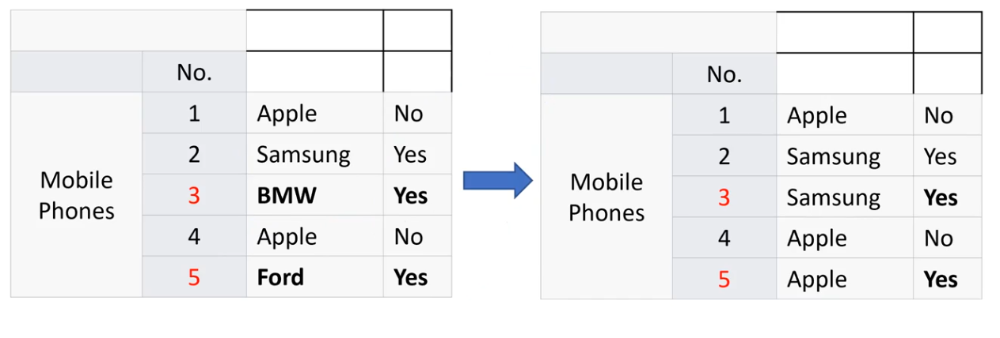 No.
1 Apple No
2 Samsung Yes
Mobile
Phones
3 BMW Yes
4 Apple No
5 Ford Yes
No.
1 Apple No
2 Samsung Yes
Mobile
Phones
3 Samsung Yes
4 Apple No
5 Apple Yes